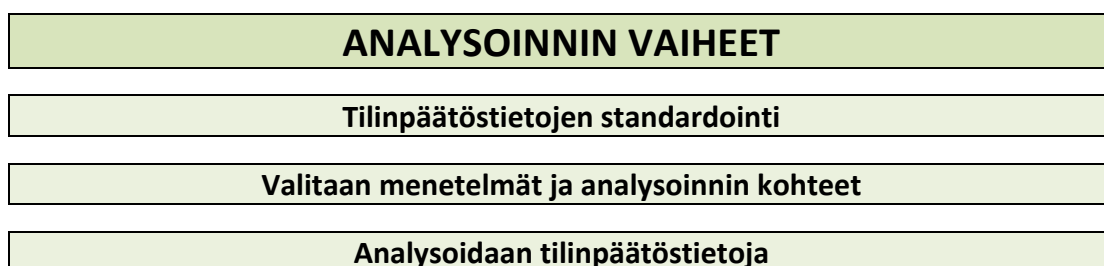 ANALYSOINNIN VAIHEET
Tilinpäätöstietojen standardointi
Valitaan menetelmät ja analysoinnin kohteet
Analysoidaan tilinpäätöstietoja